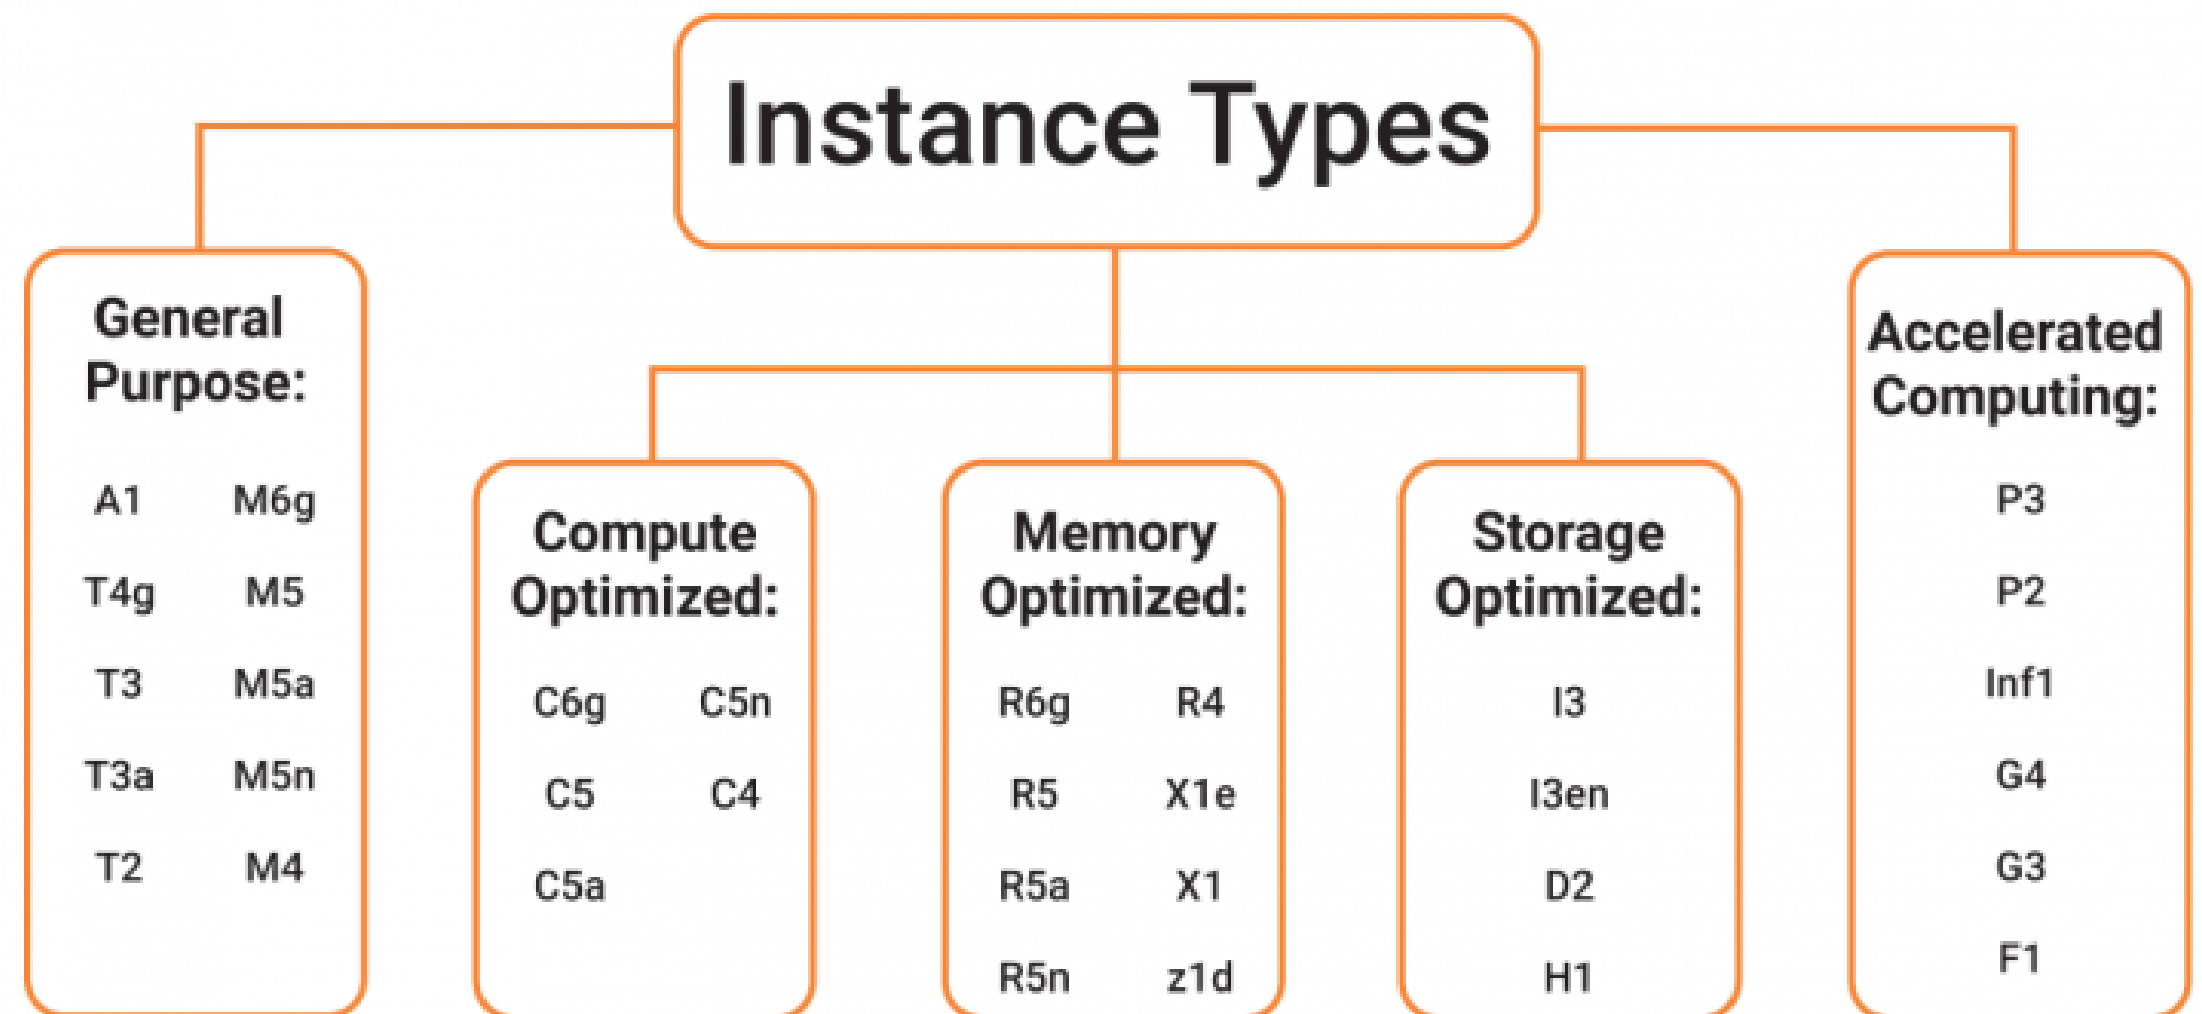 Instance Types
General
Purpose:
A1 M6g
T4g M5
T3 M5a
T3a M5n
T2 M4
Compute
Optimized:
C6g C5n
C5 C4
C5a
Memory
Optimized:
R6g R4
R5 X1e
R5a X1
R5n z1d
Storage
Optimized:
I3
I3en
D2
H1
Accelerated
Computing:
P3
P2
Inf1
G4
G3
F1